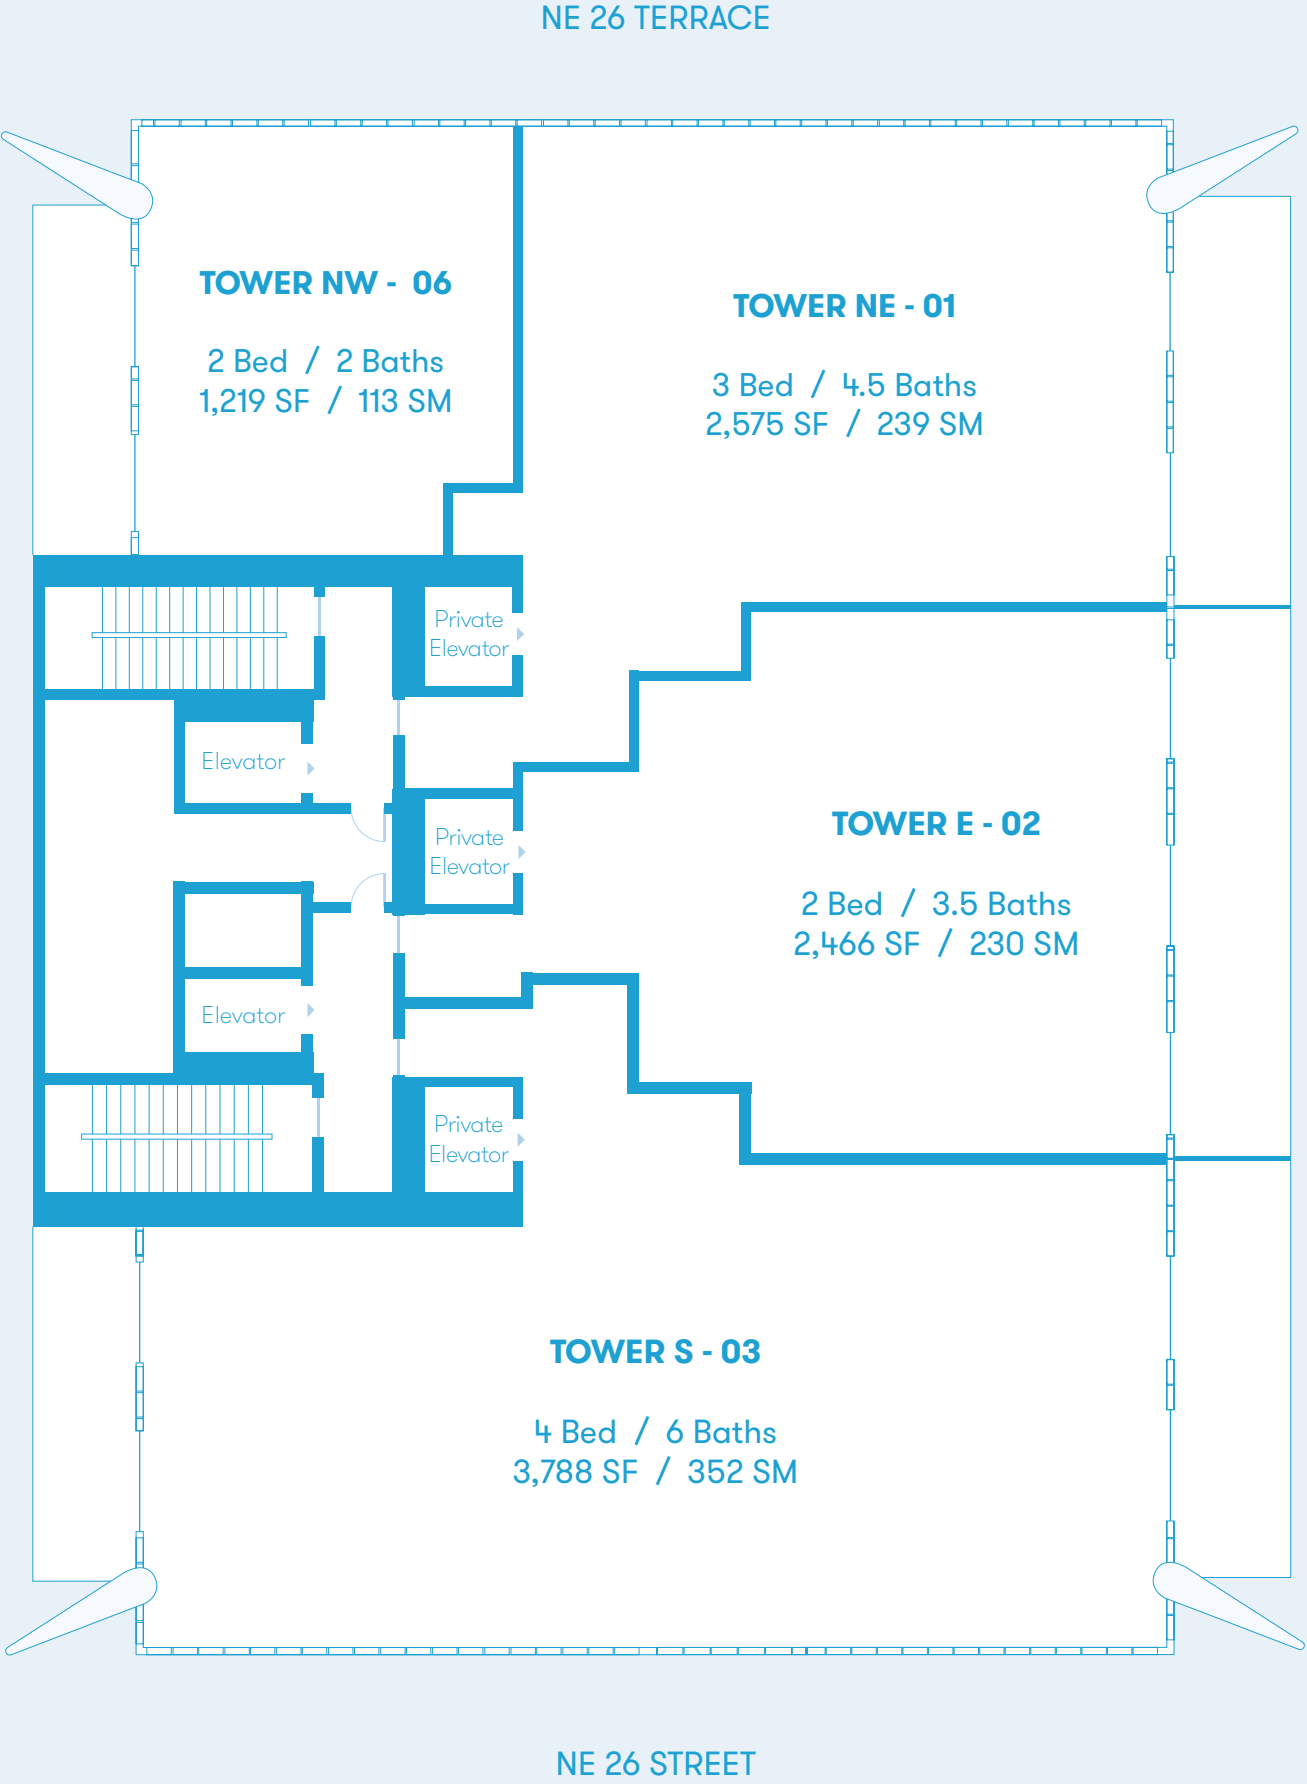 NE 26 TERRACE
TOWER NW - 06
2 Bed / 2 Baths
1,219 SF / 113 SM
TOWER NE - 01
3 Bed / 4.5 Baths
2,575 SF / 239 SM
Private
Elevator
Elevator
Private
Elevator
TOWER E - 02
2 Bed / 3.5 Baths
2,466 SF / 230 SM
Elevator
Private
Elevator
TOWER S - 03
4 Bed / 6 Baths
3,788 SF / 352 SM
NE 26 STREET